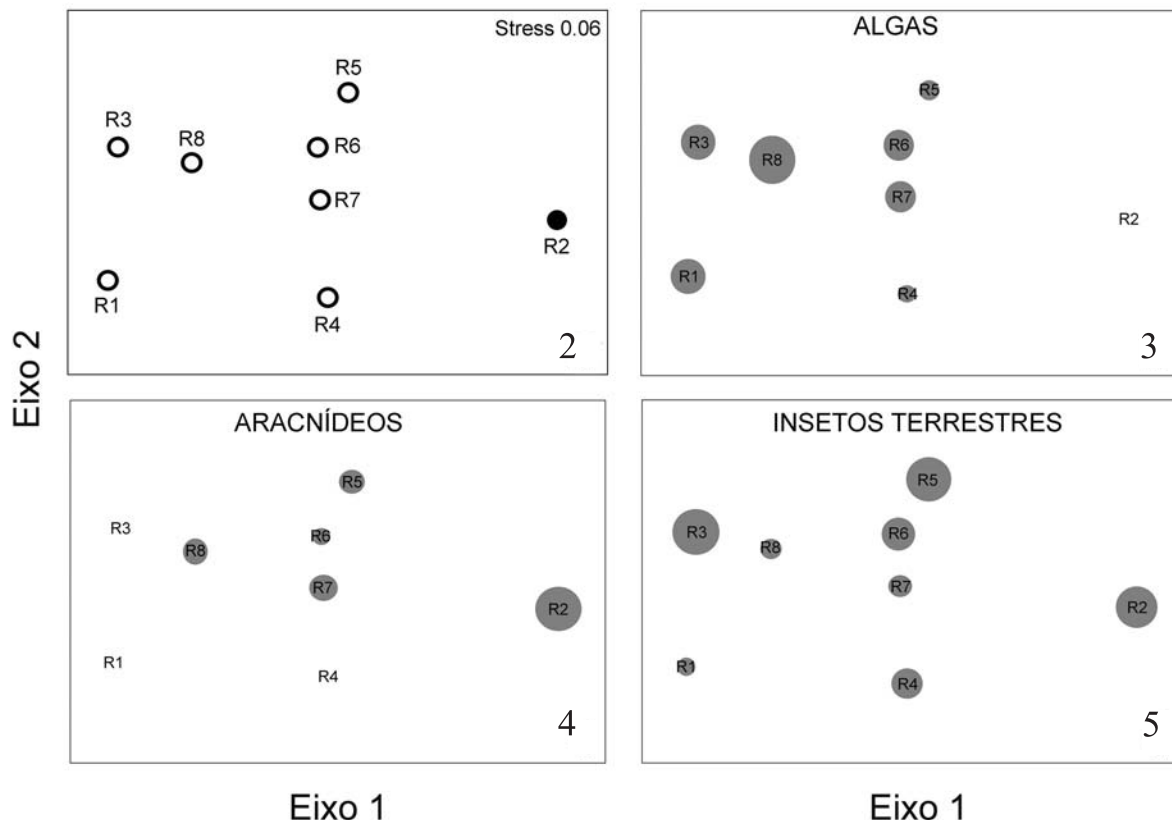 Stress 0.06
R5
R3
R8
R6
R7
R2
R1
R4
2
ALGAS
R5
R3
R8
R6
R7
R2
R1
R4
3
Eixo 2
ARACNÍDEOS
R5
R3
R6
R8
R7
R2
R1
R4
4
INSETOS TERRESTRES
R5
R3
R6
R8
R7
R2
R1
R4
5
Eixo 1
Eixo 1